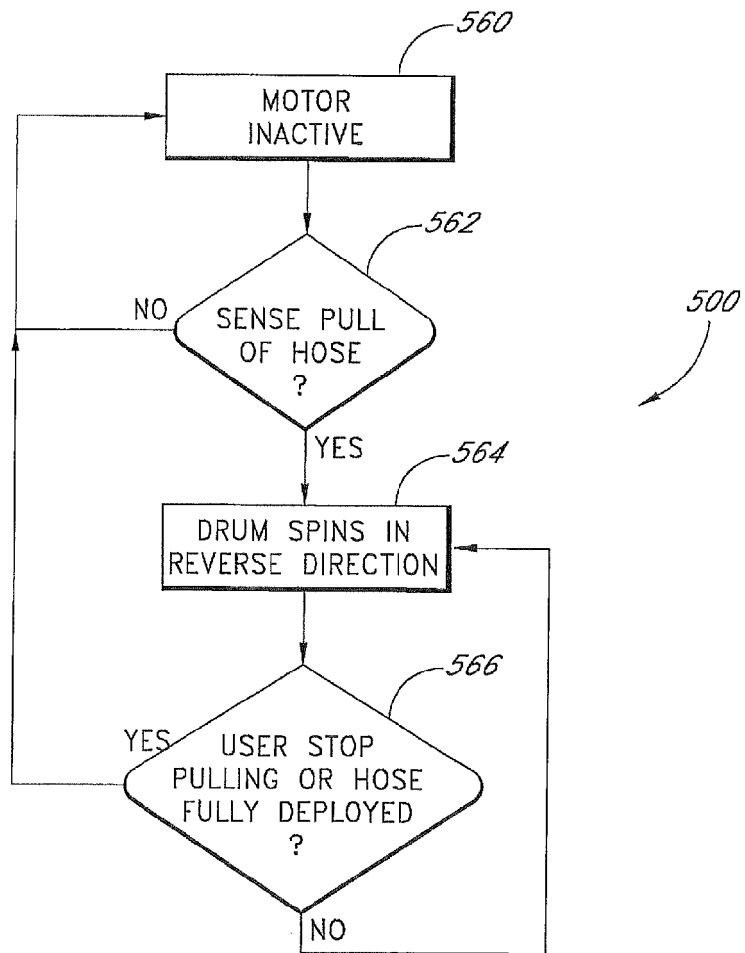 560
MOTOR
INACTIVE
562
NO
SENSE PULL
OF HOSE
?
500
YES
564
DRUM SPINS IN
REVERSE DIRECTION
566
YES
USER STOP
PULLING OR HOSE
FULLY DEPLOYED
?
NO